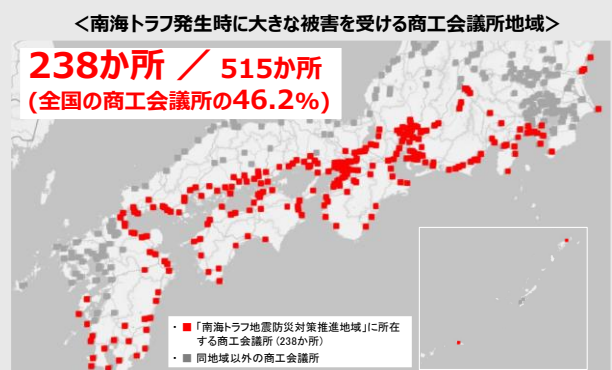 ＜南海トラフ発生時に大きな被害を受ける商工会議所地域＞
238か所 ／ 515か所
(全国の商工会議所の46.2%)
・ ■ 「南海トラフ地震防災対策推進地域」に所在
する商工会議所（238か所）
・ ■ 同地域以外の商工会議所